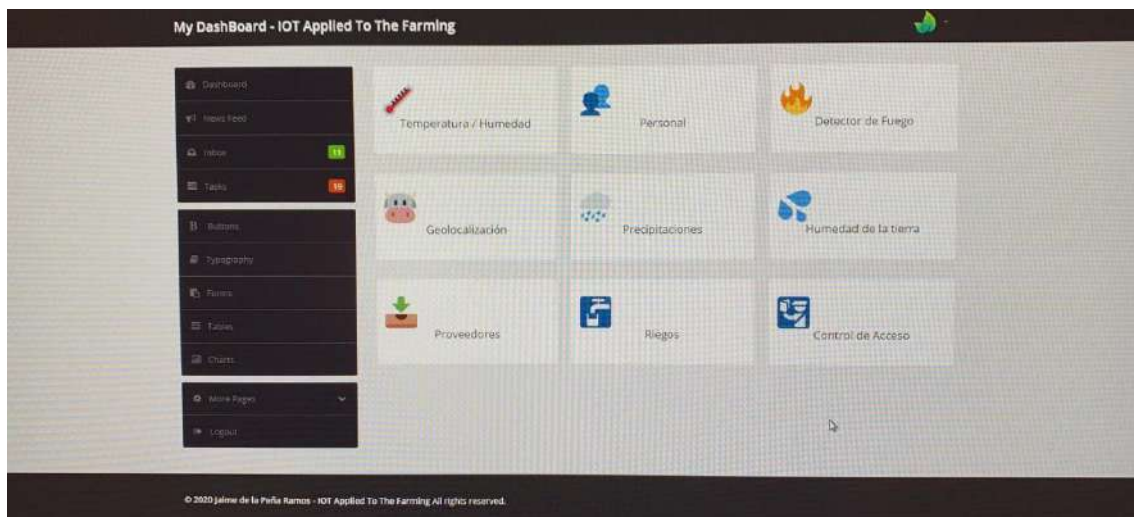 My DashBoard - IOT Applied To The Farming
Dashboard
News Feed
Inbox
11
Tasks
19
Buttons
Typography
Forms
Tables
Charts
More Pages
Logout
Temperatura / Humedad
Personal
Detector de Fuego
Geolocalización
Precipitaciones
Humedad de la tierra
Proveedores
Riegos
Control de Acceso
© 2020 Jaime de la Peña Ramos - IOT Applied To The Farming All rights reserved.